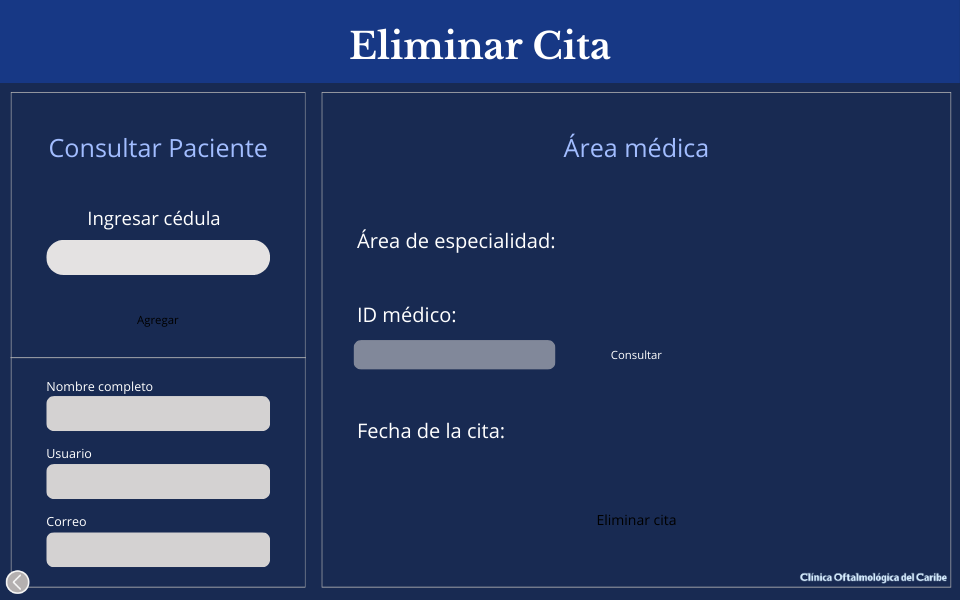 Eliminar Cita
Consultar Paciente
Ingresar cédula
Agregar
Nombre completo
Usuario
Correo
Área médica
Área de especialidad:
ID médico:
Consultar
Fecha de la cita:
Eliminar cita
Clínica Oftalmológica del Caribe